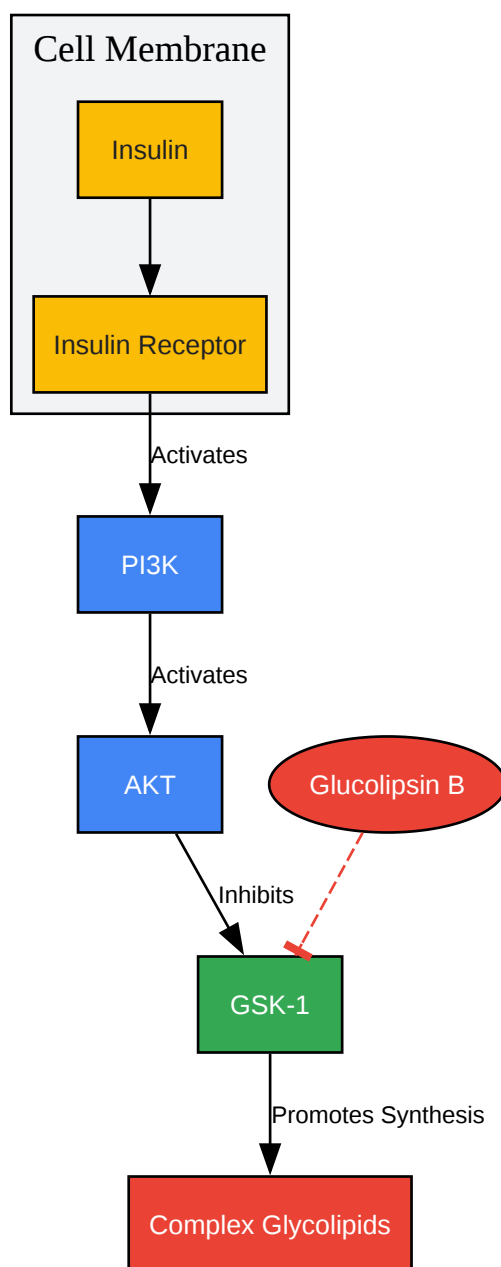 Cell Membrane
Insulin
Insulin Receptor
Activates
PI3K
Activates
AKT
Glucolipsin B
Inhibits
GSK-1
Promotes Synthesis
Complex Glycolipids